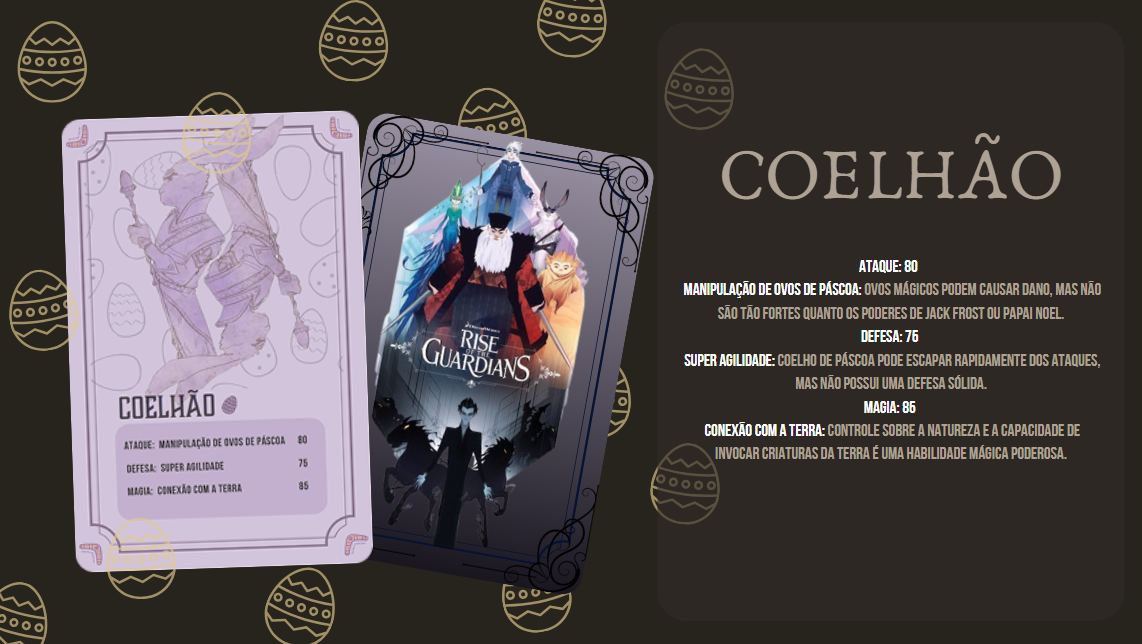 COELHÃO
ATAQUE: MANIPULAÇÃO DE OVOS DE PÁSCOA 80
DEFESA: SUPER AGILIDADE 75
MAGIA: CONEXÃO COM A TERRA 85
RISE
OF THE
GUARDIANS
COELHÃO
ATAQUE: 80
MANIPULAÇÃO DE OVOS DE PÁSCOA: OVOS MÁGICOS PODEM CAUSAR DANO, MAS NÃO
SÃO TÃO FORTES QUANTO OS PODERES DE JACK FROST OU PAPAI NOEL.
DEFESA: 75
SUPER AGILIDADE: COELHO DE PÁSCOA PODE ESCAPAR RAPIDAMENTE DOS ATAQUES,
MAS NÃO POSSUI UMA DEFESA SÓLIDA.
MAGIA: 85
CONEXÃO COM A TERRA: CONTROLE SOBRE A NATUREZA E A CAPACIDADE DE
INVOCAR CRIATURAS DA TERRA É UMA HABILIDADE MÁGICA PODEROSA.